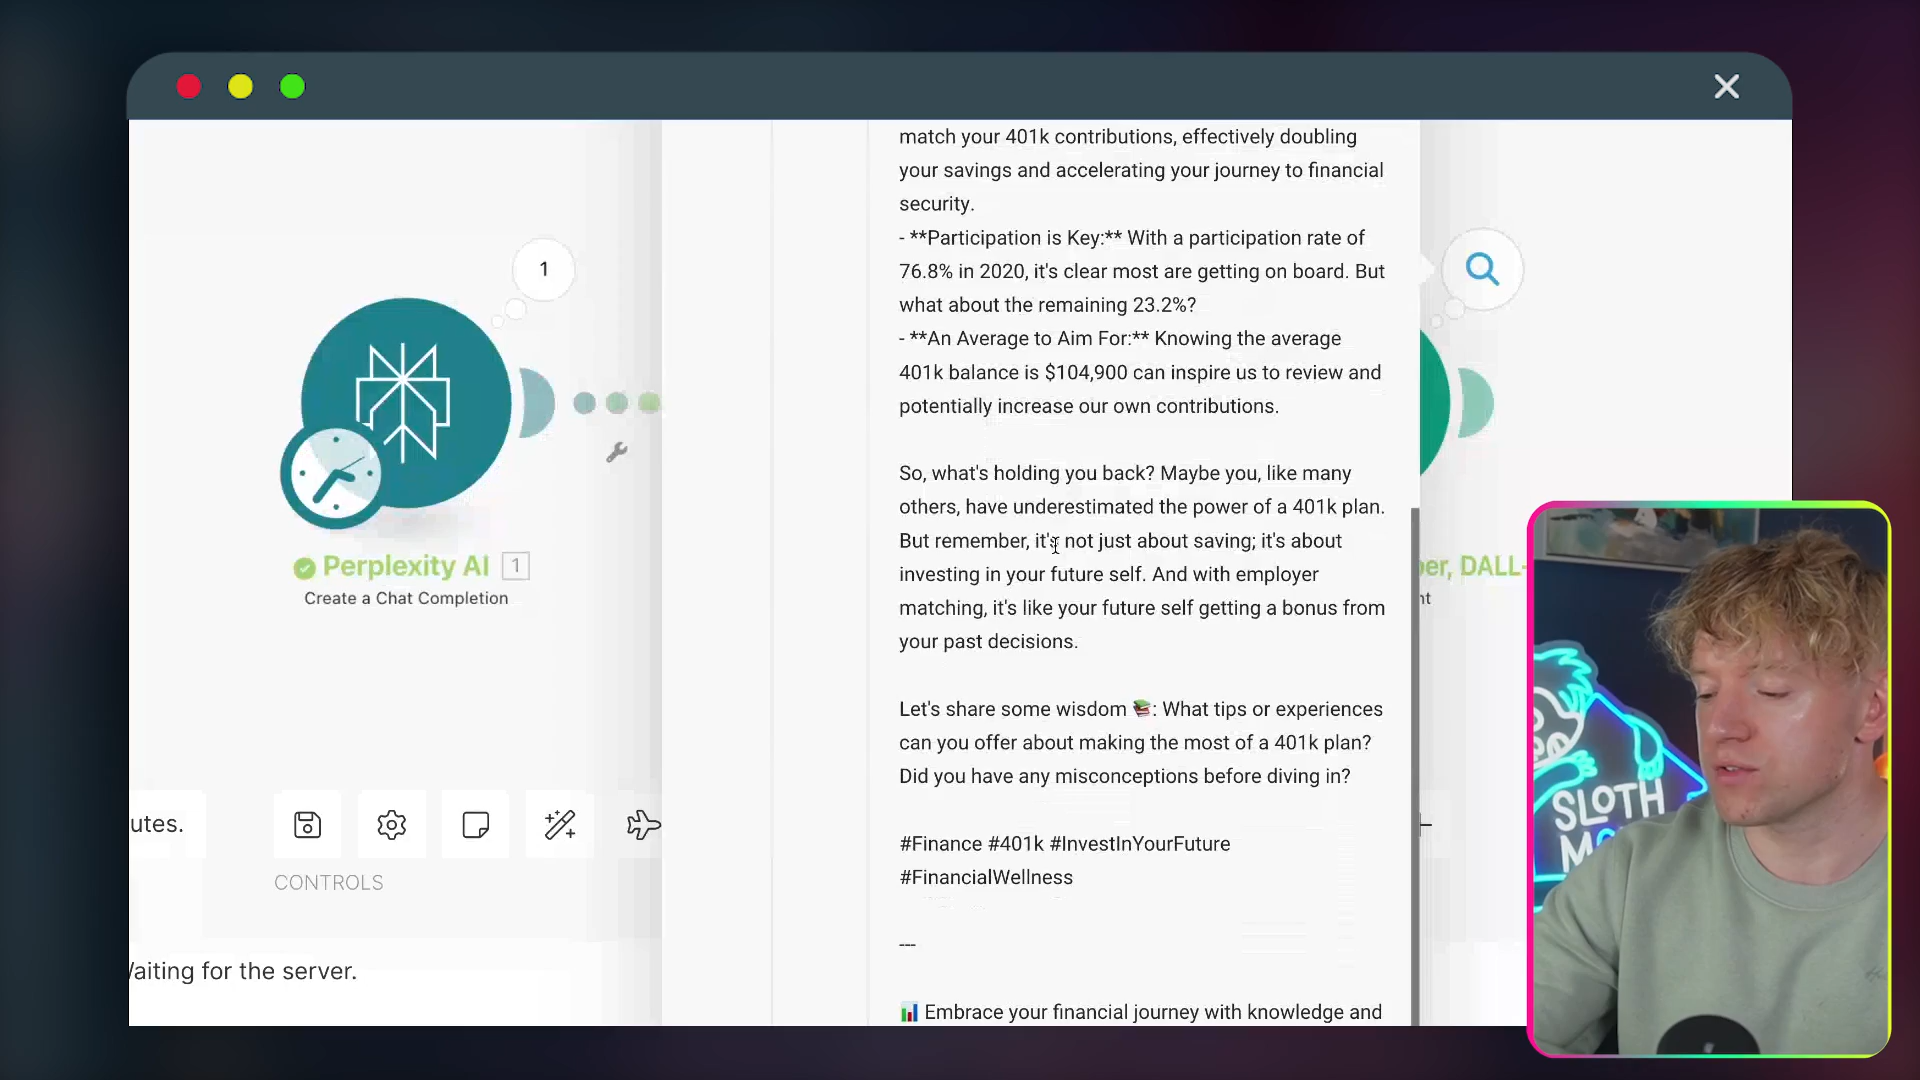 match your 401k contributions, effectively doubling
your savings and accelerating your journey to financial
security.
- **Participation is Key:** With a participation rate of
76.8% in 2020, it's clear most are getting on board. But
what about the remaining 23.2%?
- **An Average to Aim For:** Knowing the average
401k balance is $104,900 can inspire us to review and
potentially increase our own contributions.
So, what's holding you back? Maybe you, like many
others, have underestimated the power of a 401k plan.
But remember, it's not just about saving; it's about
investing in your future self. And with employer
matching, it's like your future self getting a bonus from
your past decisions.
Let's share some wisdom 📚: What tips or experiences
can you offer about making the most of a 401k plan?
Did you have any misconceptions before diving in?
#Finance #401k #InvestInYourFuture
#FinancialWellness
---
📊 Embrace your financial journey with knowledge and
1
Perplexity AI 1
Create a Chat Completion
utes.
CONTROLS
Waiting for the server.
er, DALL-
nt
SLOTH